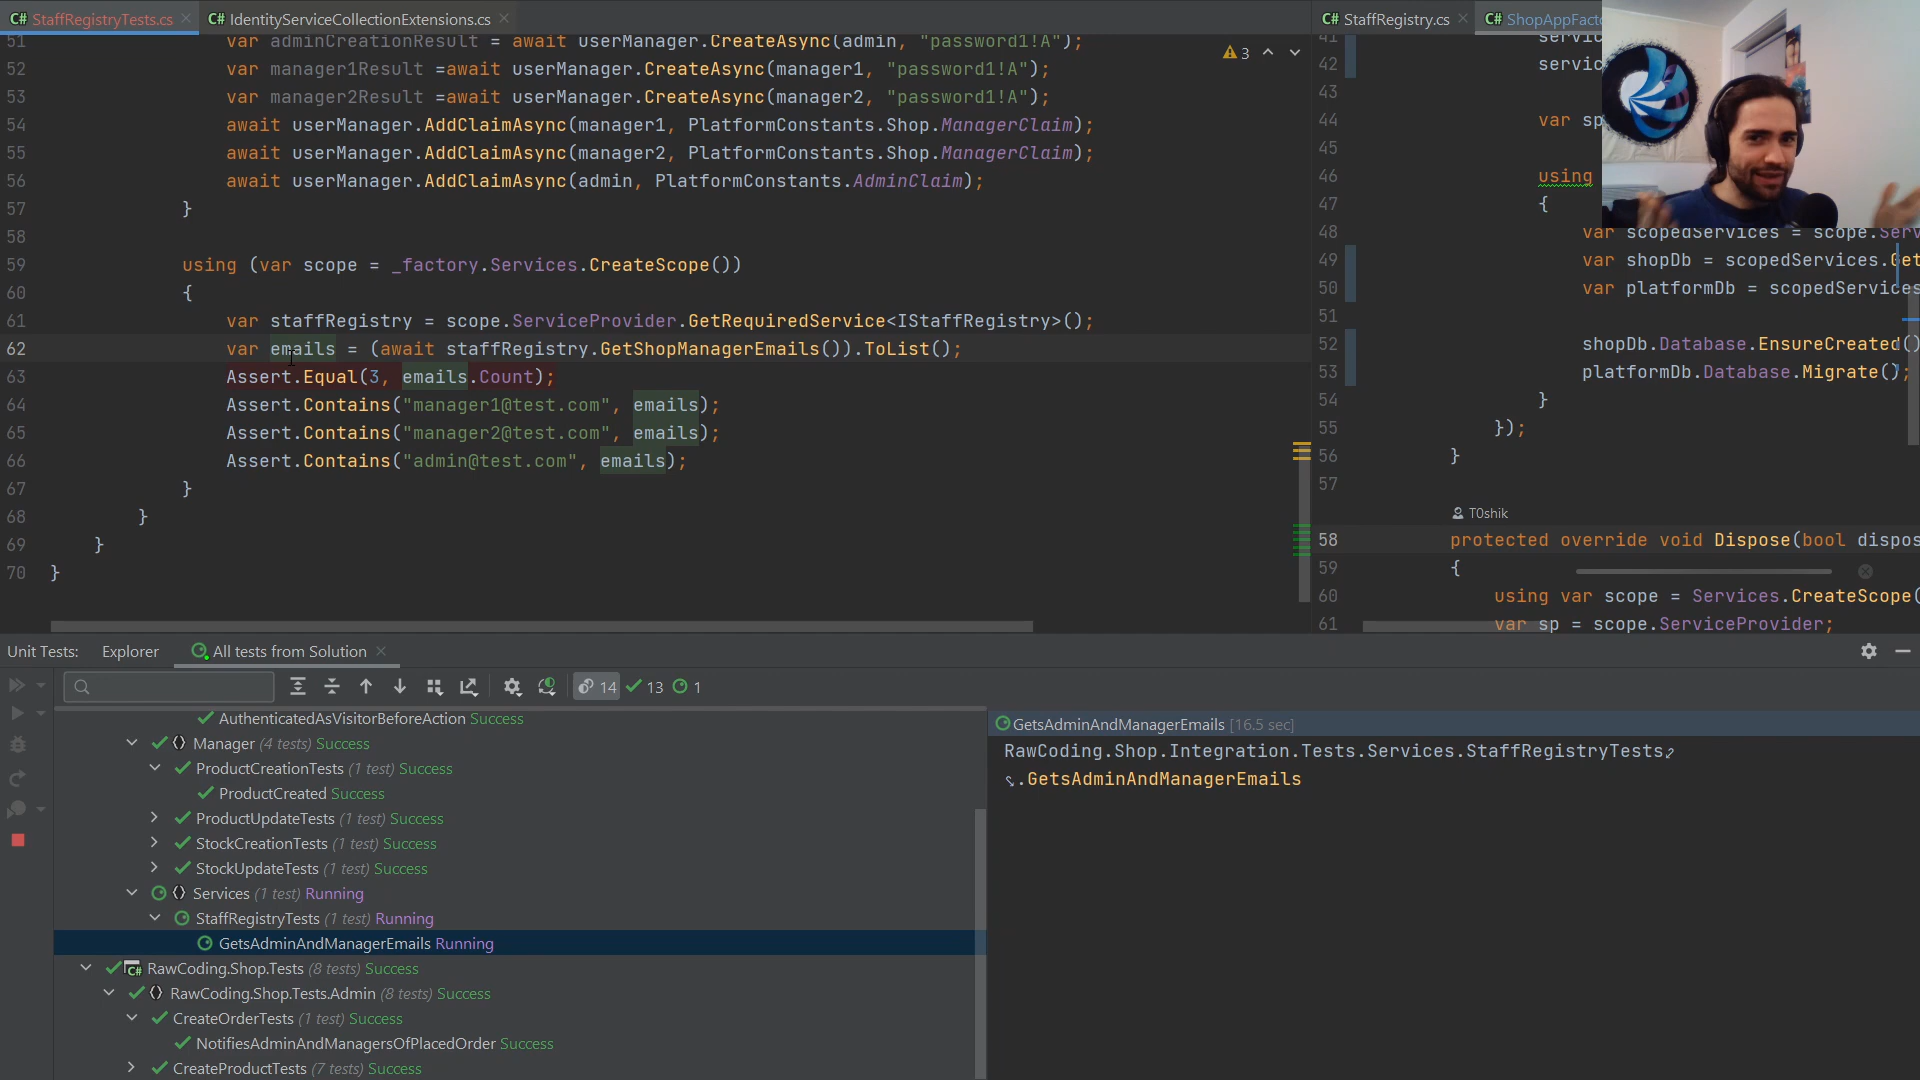 StaffRegistryTests.cs
IdentityServiceCollectionExtensions.cs
51 var adminCreationResult = await userManager.CreateAsync(admin, "password1!A");
52 var manager1Result =await userManager.CreateAsync(manager1, "password1!A");
53 var manager2Result =await userManager.CreateAsync(manager2, "password1!A");
54 await userManager.AddClaimAsync(manager1, PlatformConstants.Shop.ManagerClaim);
55 await userManager.AddClaimAsync(manager2, PlatformConstants.Shop.ManagerClaim);
56 await userManager.AddClaimAsync(admin, PlatformConstants.AdminClaim);
57 }
58
59 using (var scope = _factory.Services.CreateScope())
60 {
61 var staffRegistry = scope.ServiceProvider.GetRequiredService<IStaffRegistry>();
62 var emails = (await staffRegistry.GetShopManagerEmails()).ToList();
63 Assert.Equal(3, emails.Count);
64 Assert.Contains("manager1@test.com", emails);
65 Assert.Contains("manager2@test.com", emails);
66 Assert.Contains("admin@test.com", emails);
67 }
68 }
69 }
70 }
3
C# StaffRegistry.cs
C# ShopAppFact
41 servic
42 servic
43
44 var sp
45
46 using
47 {
48 var scopedServices = scope.Serv
49 var shopDb = scopedServices.Get
50 var platformDb = scopedServices
51
52 shopDb.Database.EnsureCreated()
53 platformDb.Database.Migrate();
54 }
55 });
56 }
57
T0shik
58 protected override void Dispose(bool dispos
59 {
60 using var scope = Services.CreateScope(
61 var sp = scope.ServiceProvider;
Unit Tests: Explorer All tests from Solution
14 13 1
AuthenticatedAsVisitorBeforeAction Success
Manager (4 tests) Success
ProductCreationTests (1 test) Success
ProductCreated Success
ProductUpdateTests (1 test) Success
StockCreationTests (1 test) Success
StockUpdateTests (1 test) Success
Services (1 test) Running
StaffRegistryTests (1 test) Running
GetsAdminAndManagerEmails Running
RawCoding.Shop.Tests (8 tests) Success
RawCoding.Shop.Tests.Admin (8 tests) Success
CreateOrderTests (1 test) Success
NotifiesAdminAndManagersOfPlacedOrder Success
CreateProductTests (7 tests) Success
GetsAdminAndManagerEmails [16.5 sec]
RawCoding.Shop.Integration.Tests.Services.StaffRegistryTests
.GetsAdminAndManagerEmails